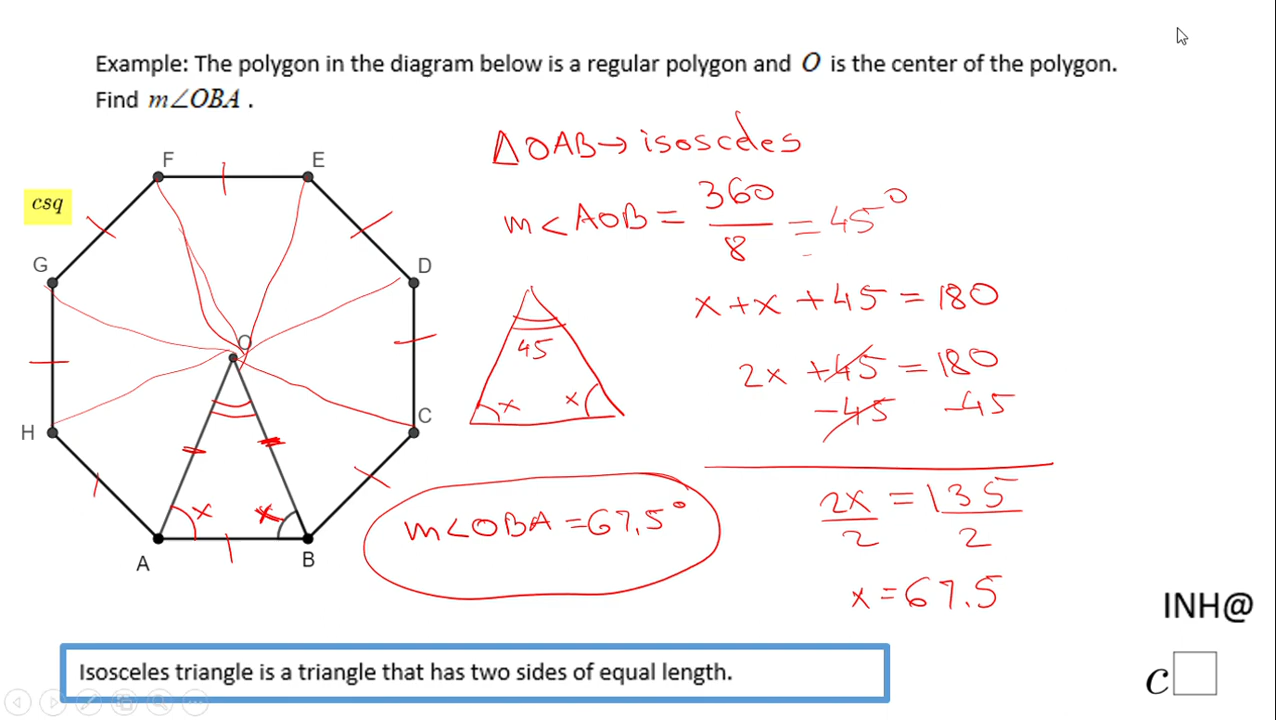 Example: The polygon in the diagram below is a regular polygon and O is the center of the polygon.
Find m∠OBA .
csq
F
E
G
D
O
H
C
A
B
x
x
△OAB→ isosceles
m<AOB = 360/8 = 45°
45
x
x
x+x +45 = 180
2x +45 = 180
-45 -45
2x/2 = 135/2
x = 67.5
m<OBA = 67.5°
Isosceles triangle is a triangle that has two sides of equal length.
INH@
c